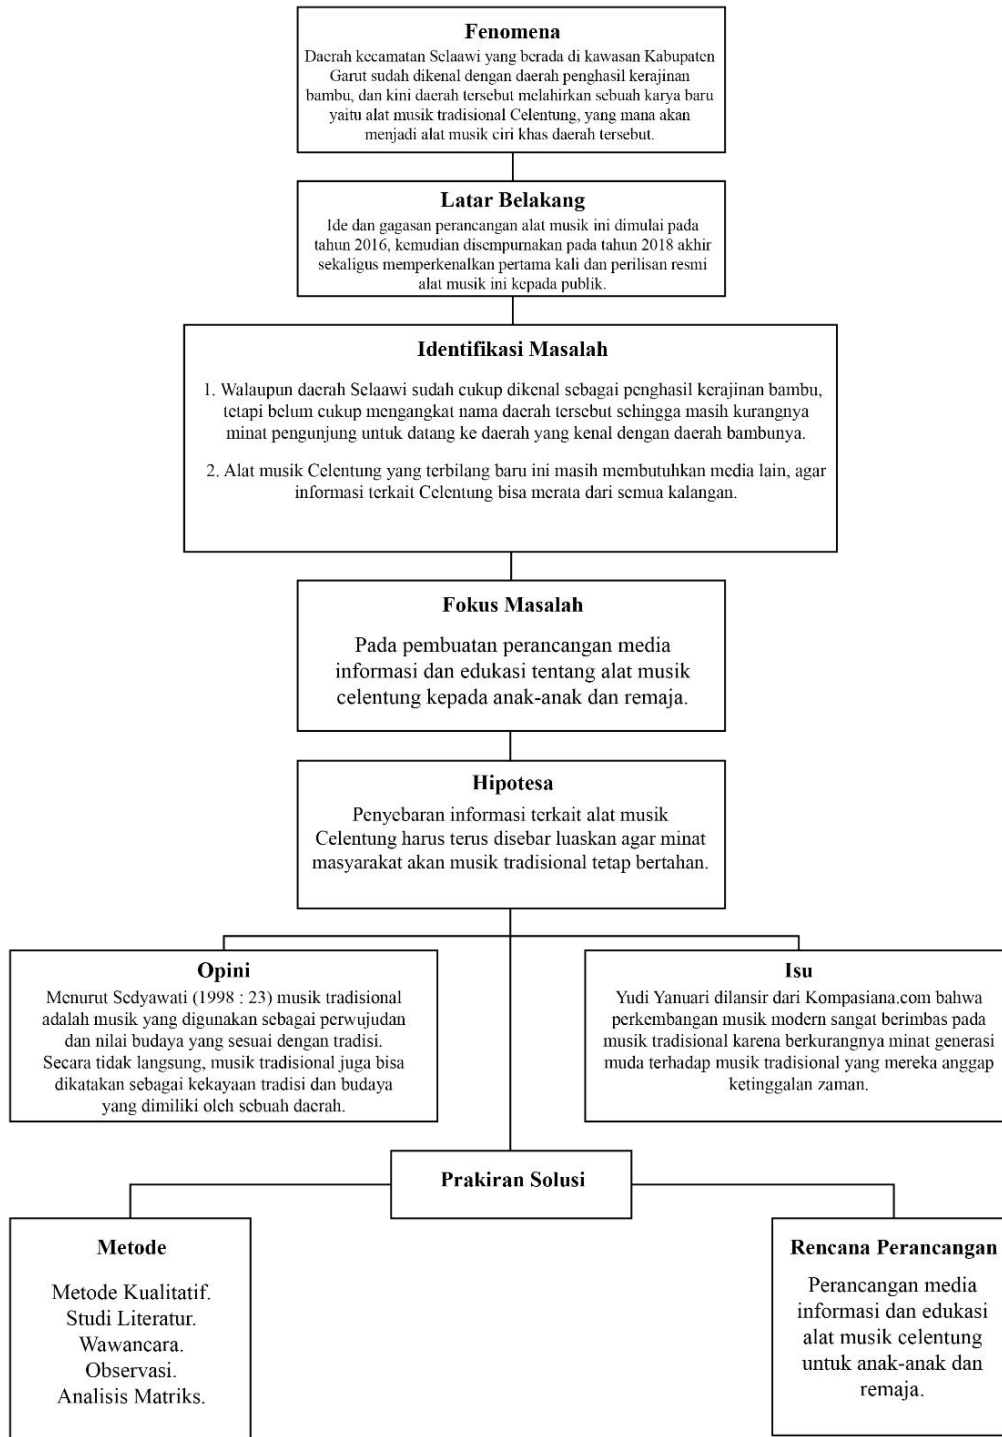 Fenomena
Daerah kecamatan Selaawi yang berada di kawasan Kabupaten
Garut sudah dikenal dengan daerah penghasil kerajinan
bambu, dan kini daerah tersebut melahirkan sebuah karya baru
yaitu alat musik tradisional Celentung, yang mana akan
menjadi alat musik ciri khas daerah tersebut.
Latar Belakang
Ide dan gagasan perancangan alat musik ini dimulai pada
tahun 2016, kemudian disempurnakan pada tahun 2018 akhir
sekaligus memperkenalkan pertama kali dan perilisan resmi
alat musik ini kepada publik.
Identifikasi Masalah
1. Walaupun daerah Selaawi sudah cukup dikenal sebagai penghasil kerajinan bambu,
tetapi belum cukup mengangkat nama daerah tersebut sehingga masih kurangnya
minat pengunjung untuk datang ke daerah yang kenal dengan daerah bambunya.
2. Alat musik Celentung yang terbilang baru ini masih membutuhkan media lain, agar
informasi terkait Celentung bisa merata dari semua kalangan.
Fokus Masalah
Pada pembuatan perancangan media
informasi dan edukasi tentang alat musik
celentung kepada anak-anak dan remaja.
Hipotesa
Penyebaran informasi terkait alat musik
Celentung harus terus disebar luaskan agar minat
masyarakat akan musik tradisional tetap bertahan.
Opini
Menurut Sedyawati (1998 : 23) musik tradisional
adalah musik yang digunakan sebagai perwujudan
dan nilai budaya yang sesuai dengan tradisi.
Secara tidak langsung, musik tradisional juga bisa
dikatakan sebagai kekayaan tradisi dan budaya
yang dimiliki oleh sebuah daerah.
Isu
Yudi Yanuari dilansir dari Kompasiana.com bahwa
perkembangan musik modern sangat berimbas pada
musik tradisional karena berkurangnya minat generasi
muda terhadap musik tradisional yang mereka anggap
ketinggalan zaman.
Prakiran Solusi
Metode
Metode Kualitatif.
Studi Literatur.
Wawancara.
Observasi.
Analisis Matriks.
Rencana Perancangan
Perancangan media
informasi dan edukasi
alat musik celentung
untuk anak-anak dan
remaja.